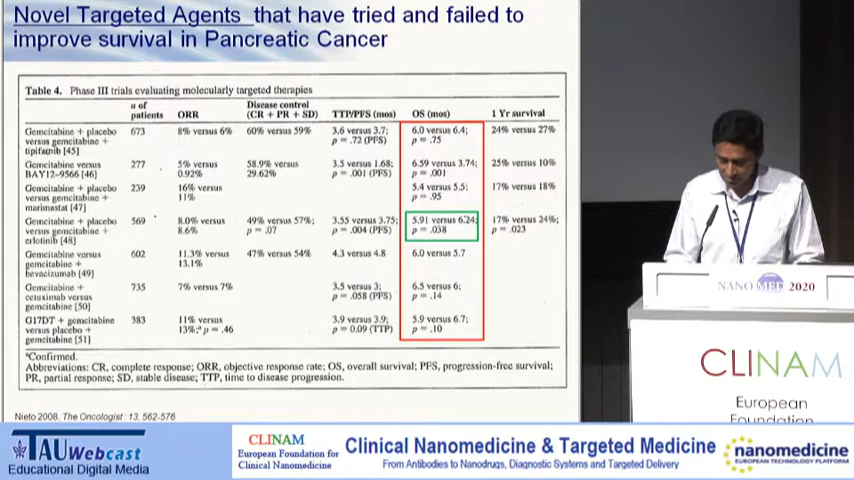 Novel Targeted Agents that have tried and failed to
improve survival in Pancreatic Cancer
Table 4. Phase III trials evaluating molecularly targeted therapies
n of patients ORR Disease control (CR + PR + SD) TTP/PFS (mos) OS (mos) 1 Yr survival
Gemcitabine + placebo versus gemcitabine + tipifarnib [45] 673 8% versus 6% 60% versus 59% 3.6 versus 3.7; p = .72 (PFS) 6.0 versus 6.4; p = .75 24% versus 27%
Gemcitabine versus BAY12–9566 [46] 277 5% versus 0.92% 58.9% versus 29.62% 3.5 versus 1.68; p = .001 (PFS) 6.59 versus 3.74; p = .001 25% versus 10%
Gemcitabine + placebo versus gemcitabine + marimastat [47] 239 16% versus 11% 5.4 versus 5.5; p = .95 17% versus 18%
Gemcitabine + placebo versus gemcitabine + erlotinib [48] 569 8.0% versus 8.6% 49% versus 57%; p = .07 3.55 versus 3.75; p = .004 (PFS) 5.91 versus 6.24; p = .038 17% versus 24%; p = .023
Gemcitabine versus gemcitabine + bevacizumab [49] 602 11.3% versus 13.1% 47% versus 54% 4.3 versus 4.8 6.0 versus 5.7
Gemcitabine + cetuximab versus gemcitabine [50] 735 7% versus 7% 3.5 versus 3; p = .058 (PFS) 6.5 versus 6; p = .14
G17DT + gemcitabine versus placebo + gemcitabine [51] 383 11% versus 13%;ᵃ p = .46 3.9 versus 3.9; p = 0.09 (TTP) 5.9 versus 6.7; p = .10
ᵃConfirmed.
Abbreviations: CR, complete response; ORR, objective response rate; OS, overall survival; PFS, progression-free survival;
PR, partial response; SD, stable disease; TTP, time to disease progression.
Nieto 2008, The Oncologist 13, 562-576
NANO MED 2020
CLINAM
European
Foundation
TAU Webcast
Educational Digital Media
CLINAM
European Foundation for
Clinical Nanomedicine
Clinical Nanomedicine & Targeted Medicine
From Antibodies to Nanodrugs, Diagnostic Systems and Targeted Delivery
nanomedicine
EUROPEAN TECHNOLOGY PLATFORM